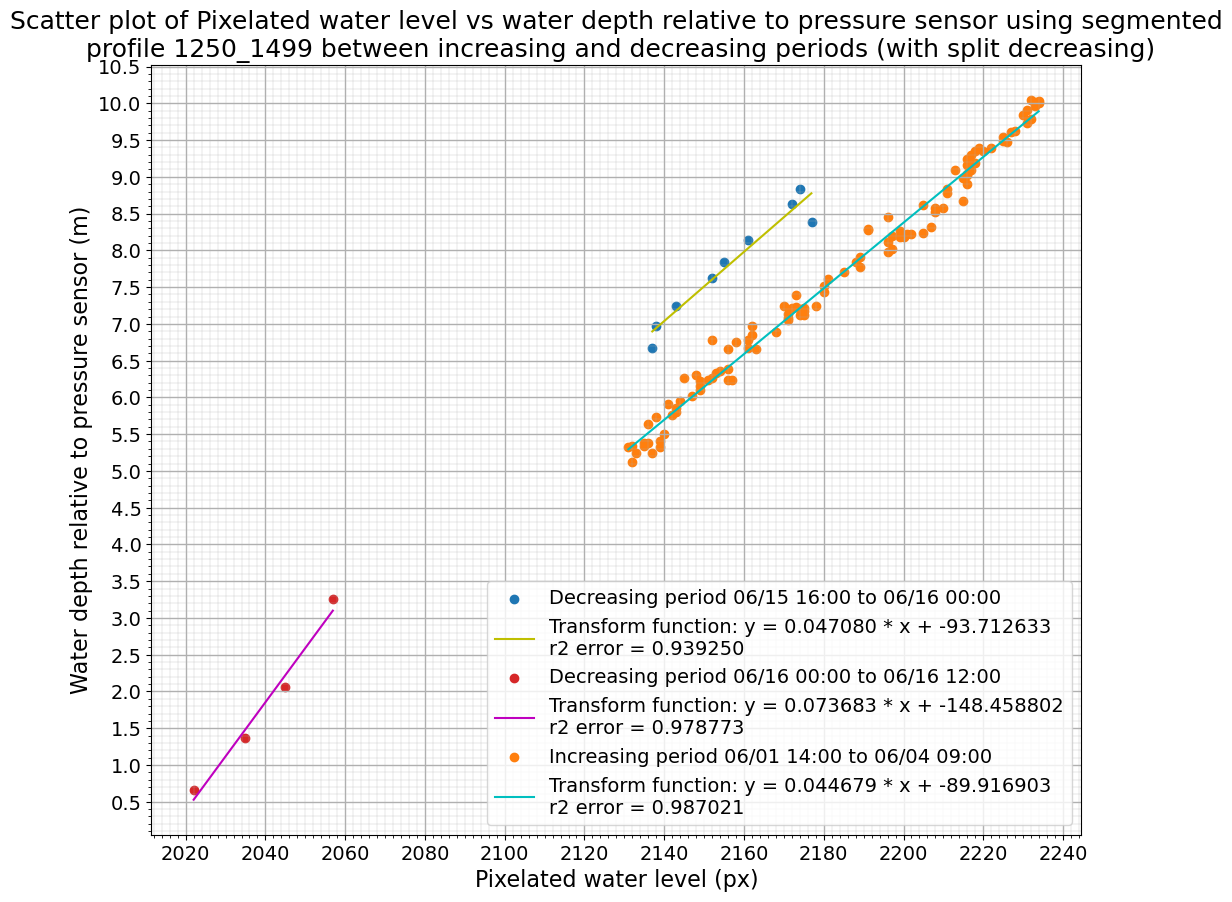 Scatter plot of Pixelated water level vs water depth relative to pressure sensor using segmented
profile 1250_1499 between increasing and decreasing periods (with split decreasing)
Water depth relative to pressure sensor (m)
10.5
10.0
9.5
9.0
8.5
8.0
7.5
7.0
6.5
6.0
5.5
5.0
4.5
4.0
3.5
3.0
2.5
2.0
1.5
1.0
0.5
Decreasing period 06/15 16:00 to 06/16 00:00
Transform function: y = 0.047080 * x + -93.712633
r2 error = 0.939250
Decreasing period 06/16 00:00 to 06/16 12:00
Transform function: y = 0.073683 * x + -148.458802
r2 error = 0.978773
Increasing period 06/01 14:00 to 06/04 09:00
Transform function: y = 0.044679 * x + -89.916903
r2 error = 0.987021
2020 2040 2060 2080 2100 2120 2140 2160 2180 2200 2220 2240
Pixelated water level (px)